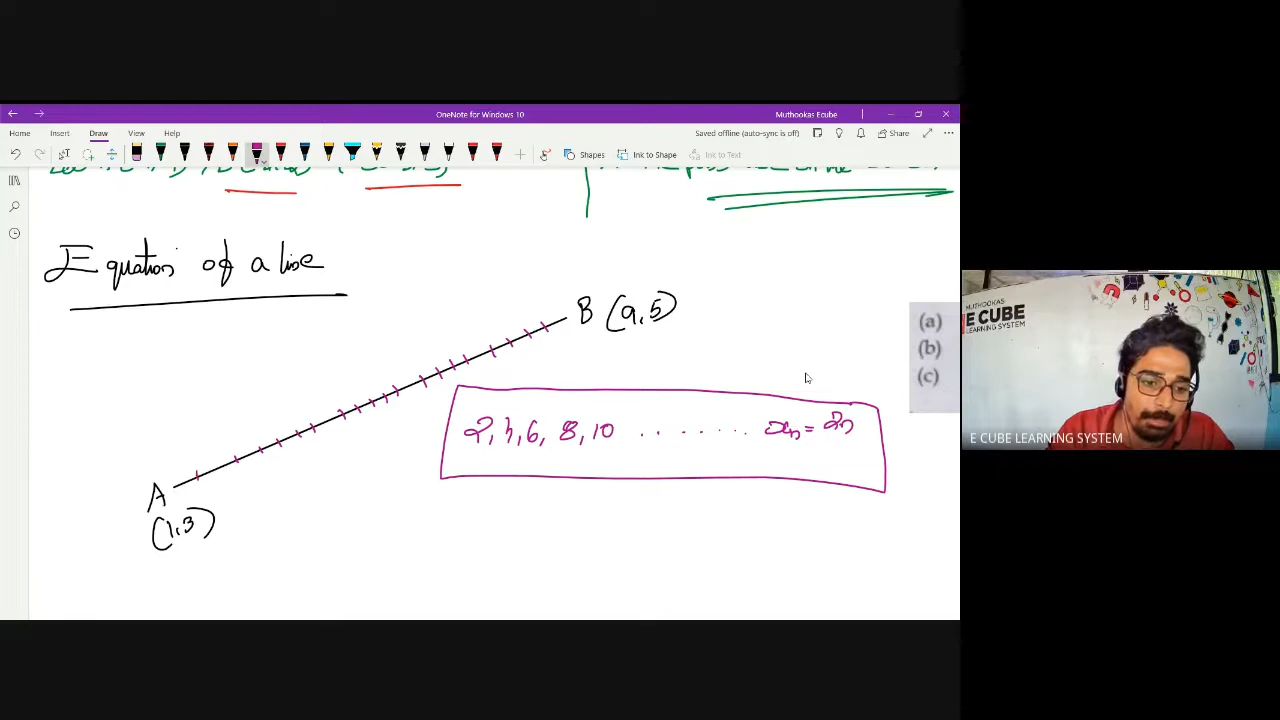 OneNote for Windows 10
Muthookas Ecube
Home Insert Draw View Help
Saved offline (auto-sync is off)
Share
Shapes
Ink to Shape
Ink to Text
Equation of a line
B (9,5)
2, 4, 6, 8, 10 ........ xn = 2n
A
(1,3)
(a)
(b)
(c)
MUTHOOKAS
E CUBE
LEARNING SYSTEM
E CUBE LEARNING SYSTEM